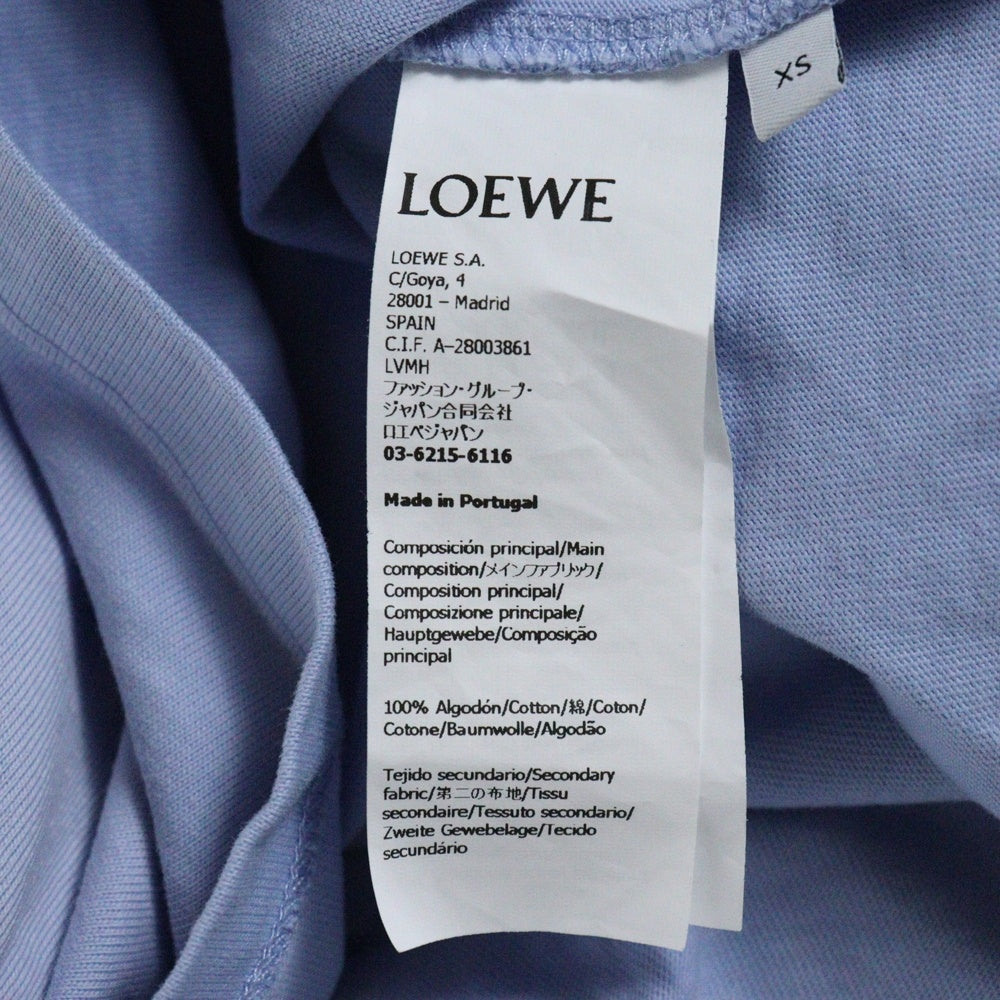 XS
LOEWE
LOEWE S.A.
C/Goya, 4
28001 – Madrid
SPAIN
C.I.F. A–28003861
LVMH
ファッション・グループ・
ジャパン合同会社
ロエベジャパン
03-6215-6116
Made in Portugal
Composición principal/Main
composition/メインファブリック/
Composition principal/
Composizione principale/
Hauptgewebe/Composição
principal
100% Algodón/Cotton/綿/Coton/
Cotone/Baumwolle/Algodão
Tejido secundario/Secondary
fabric/第二の布地/Tissu
secondaire/Tessuto secondario/
Zweite Gewebelage/Tecido
secundário